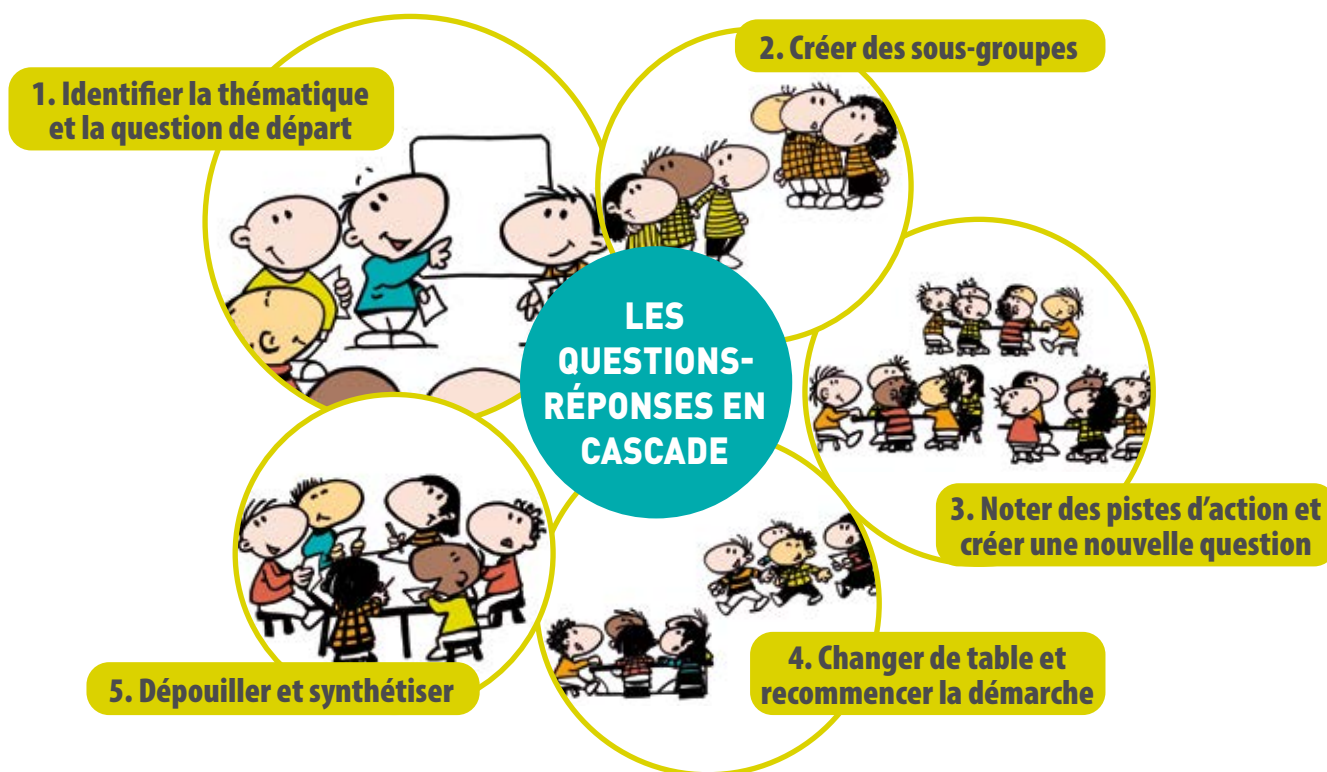 1. Identifier la thématique
et la question de départ
2. Créer des sous-groupes
LES
QUESTIONS-
RÉPONSES EN
CASCADE
3. Noter des pistes d'action et
créer une nouvelle question
4. Changer de table et
recommencer la démarche
5. Dépouiller et synthétiser